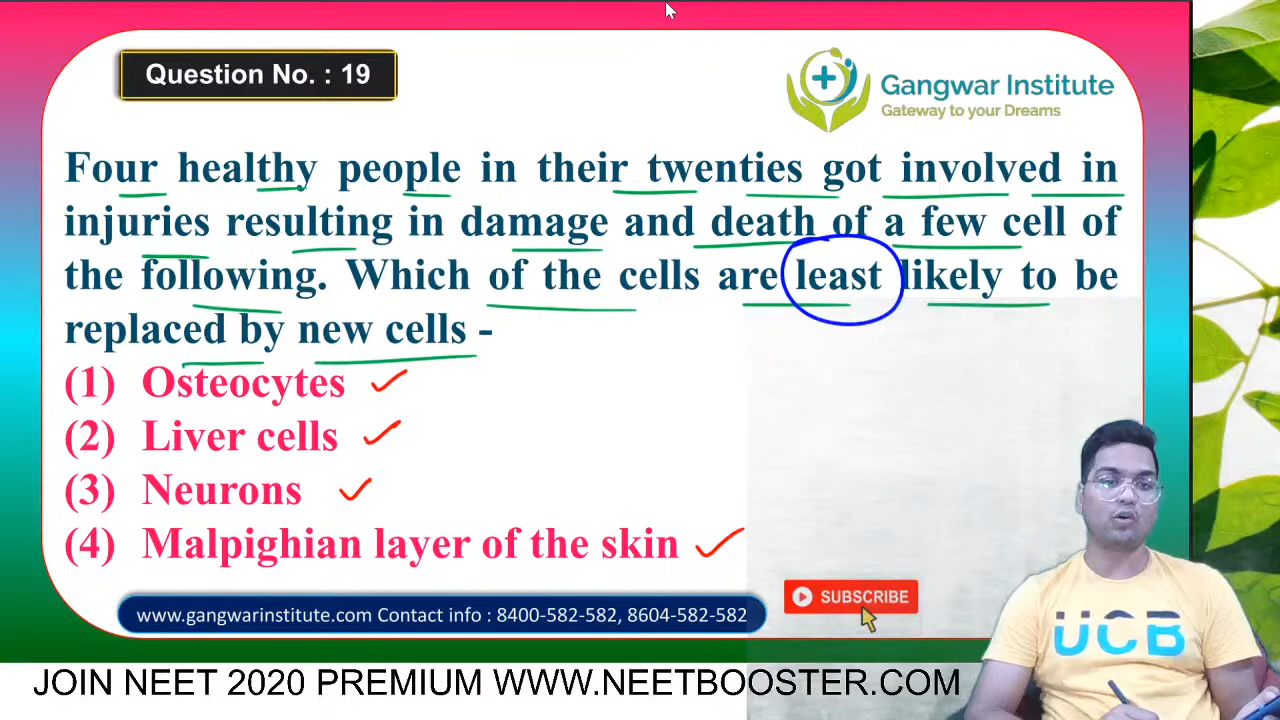 Question No. : 19
Gangwar Institute
Gateway to your Dreams
Four healthy people in their twenties got involved in
injuries resulting in damage and death of a few cell of
the following. Which of the cells are least likely to be
replaced by new cells -
(1) Osteocytes
(2) Liver cells
(3) Neurons
(4) Malpighian layer of the skin
SUBSCRIBE
www.gangwarinstitute.com Contact info : 8400-582-582, 8604-582-582
UCB
JOIN NEET 2020 PREMIUM WWW.NEETBOOSTER.COM